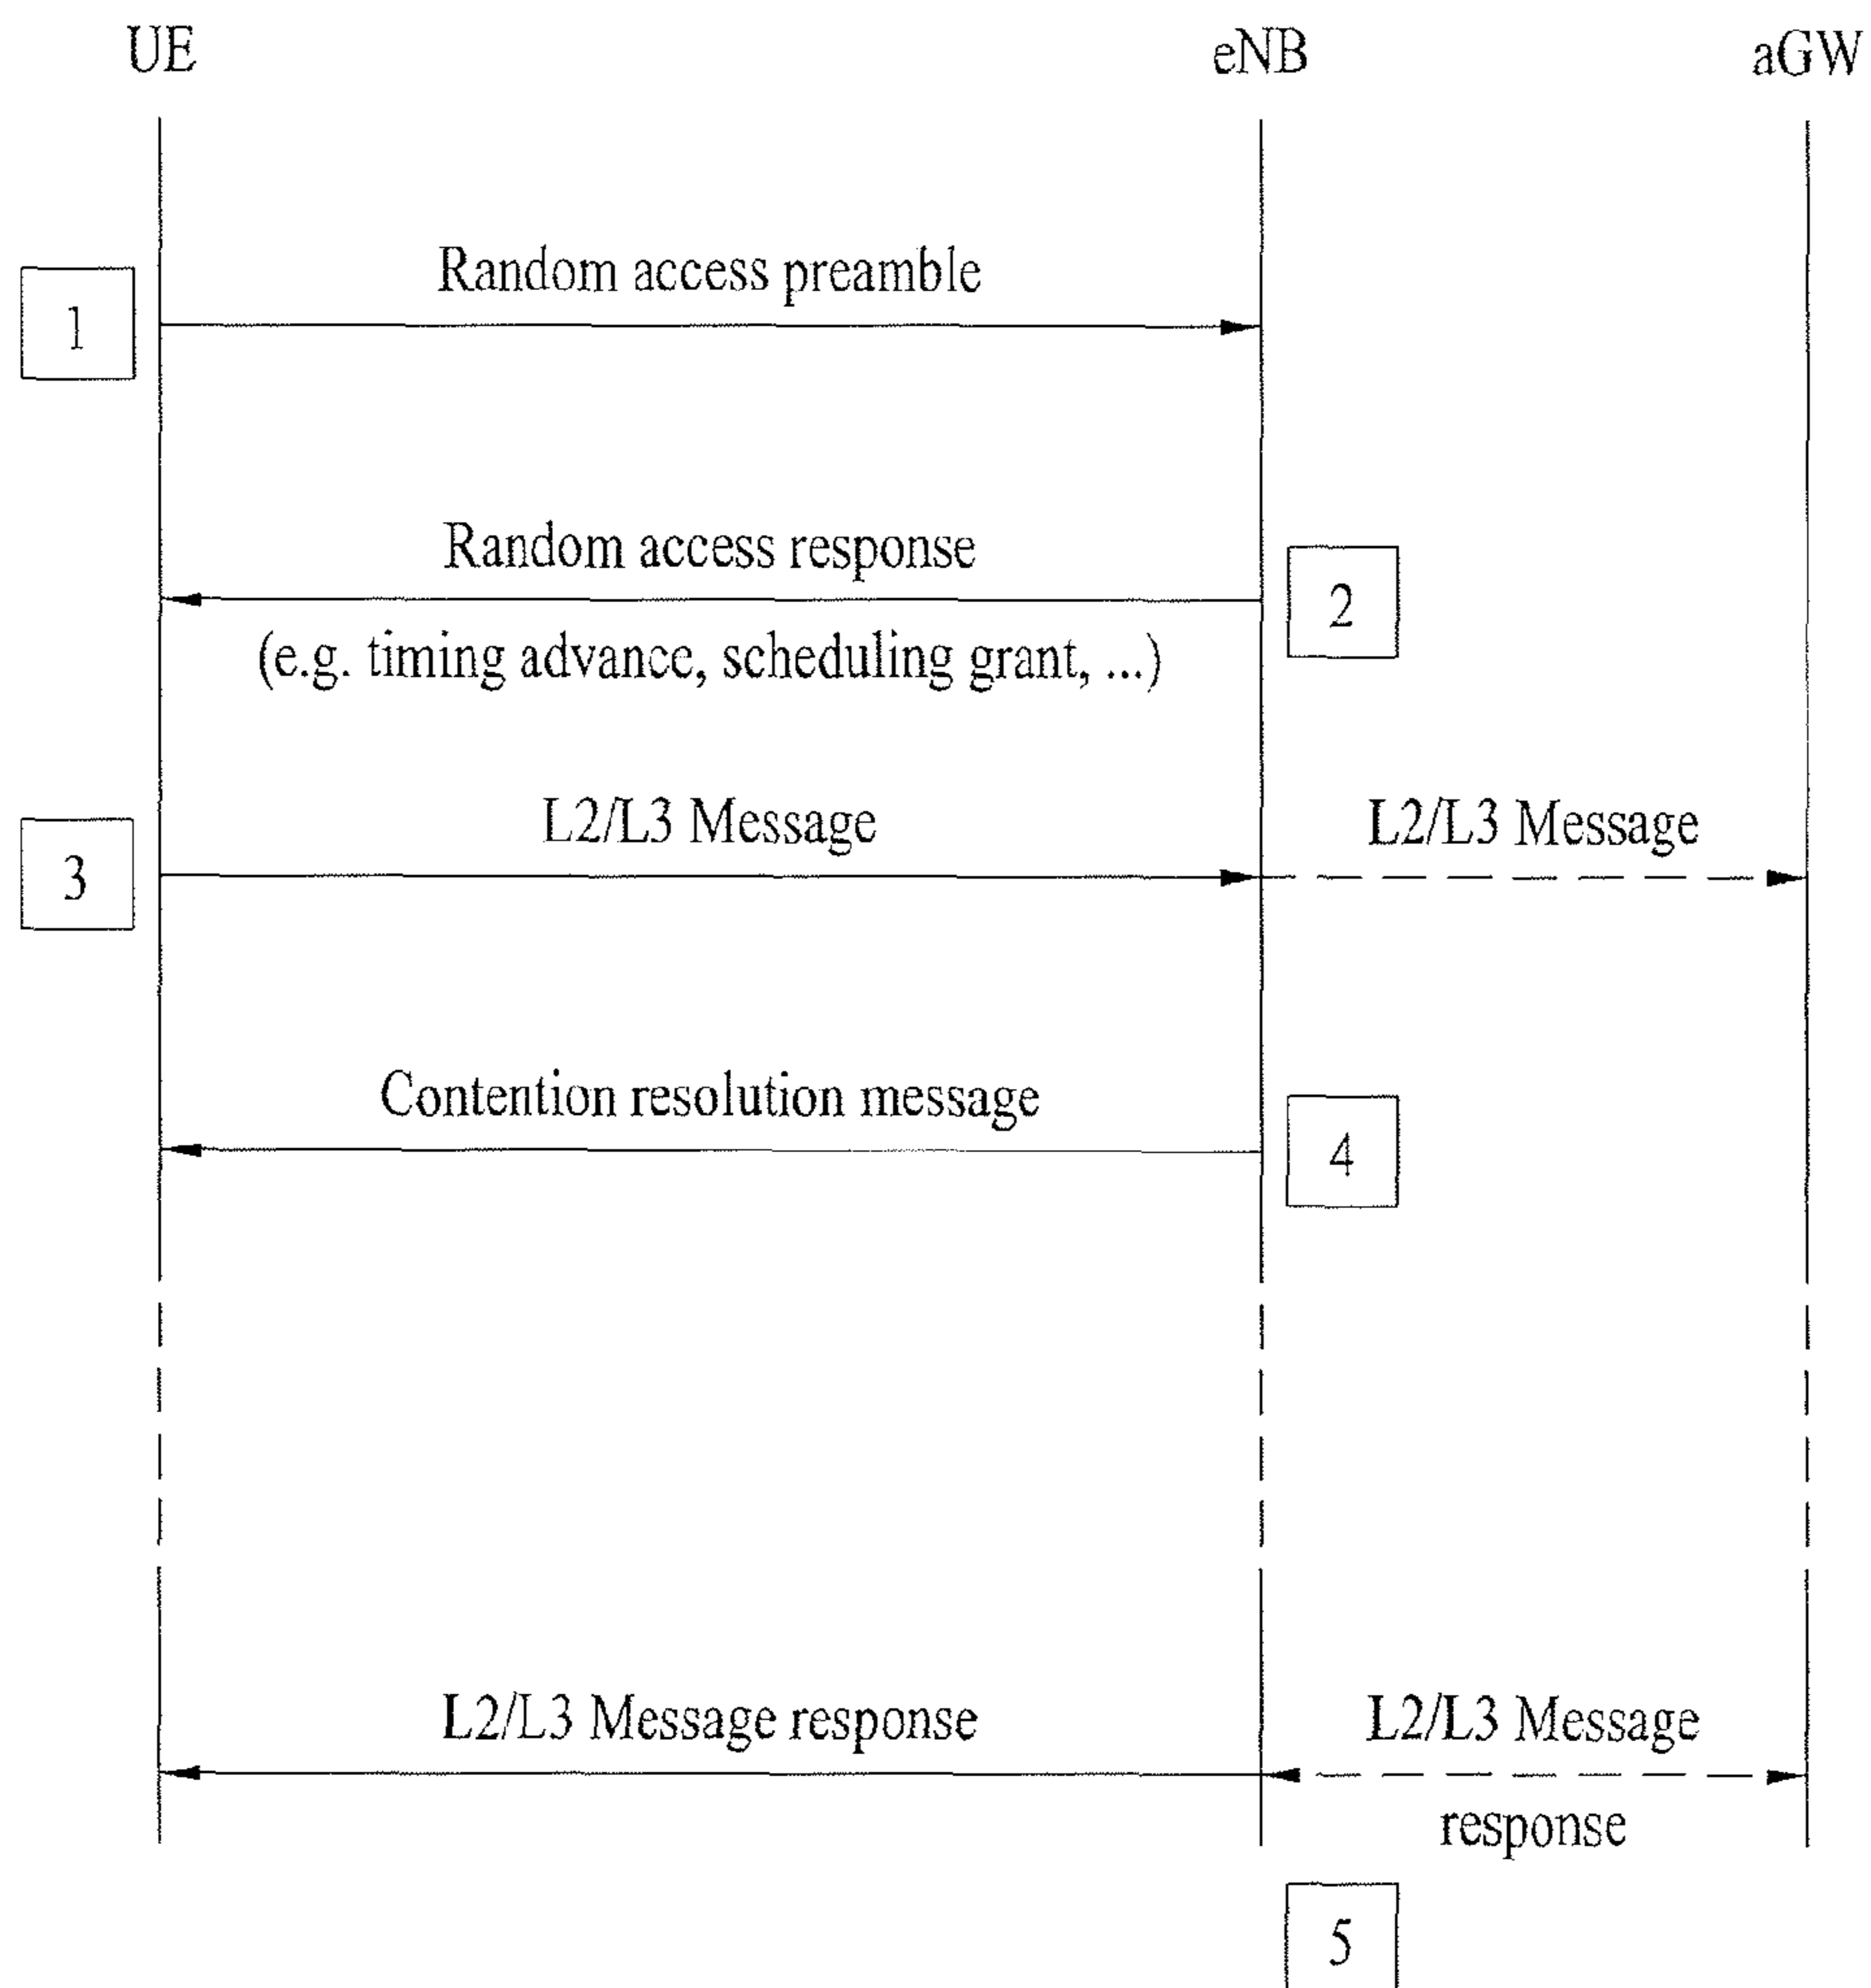 UE
eNB
aGW
Random access preamble
1
Random access response
2
(e.g. timing advance, scheduling grant, ...)
L2/L3 Message
L2/L3 Message
3
Contention resolution message
4
L2/L3 Message response
L2/L3 Message
response
5